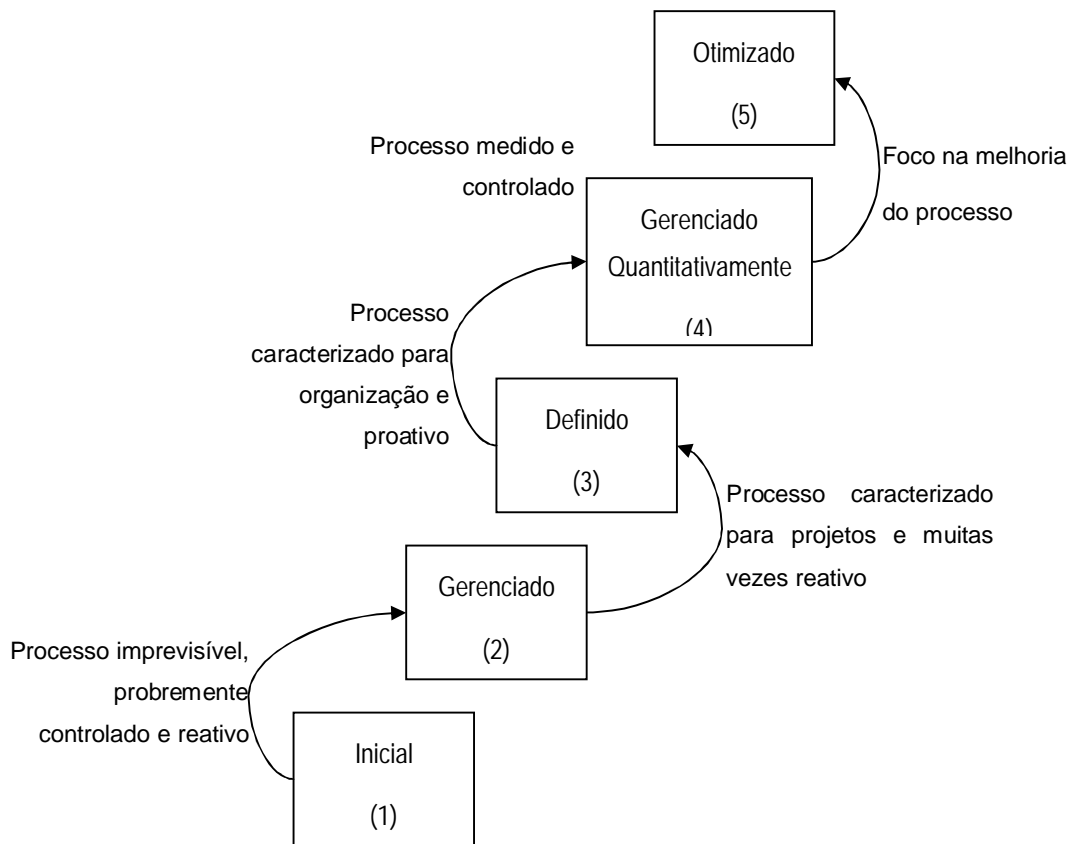 Otimizado
(5)
Processo medido e
controlado
Foco na melhoria
do processo
Gerenciado
Quantitativamente
(4)
Processo
caracterizado para
organização e
proativo
Definido
(3)
Processo caracterizado
para projetos e muitas
vezes reativo
Gerenciado
(2)
Processo imprevisível,
probremente
controlado e reativo
Inicial
(1)